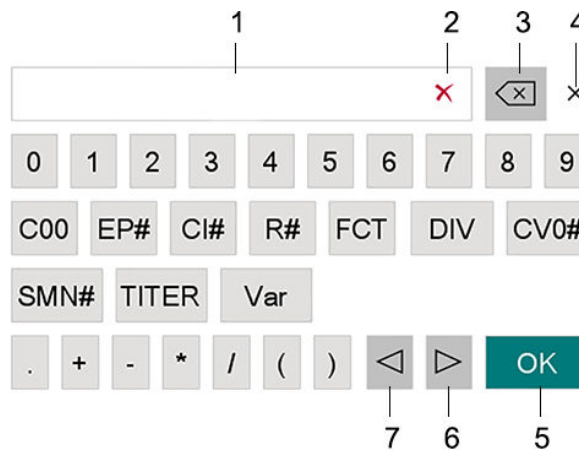 1 2 3 4
0 1 2 3 4 5 6 7 8 9
C00 EP# CI# R# FCT DIV CV0#
SMN# TITER Var
. + - * / ( ) OK
7 6 5